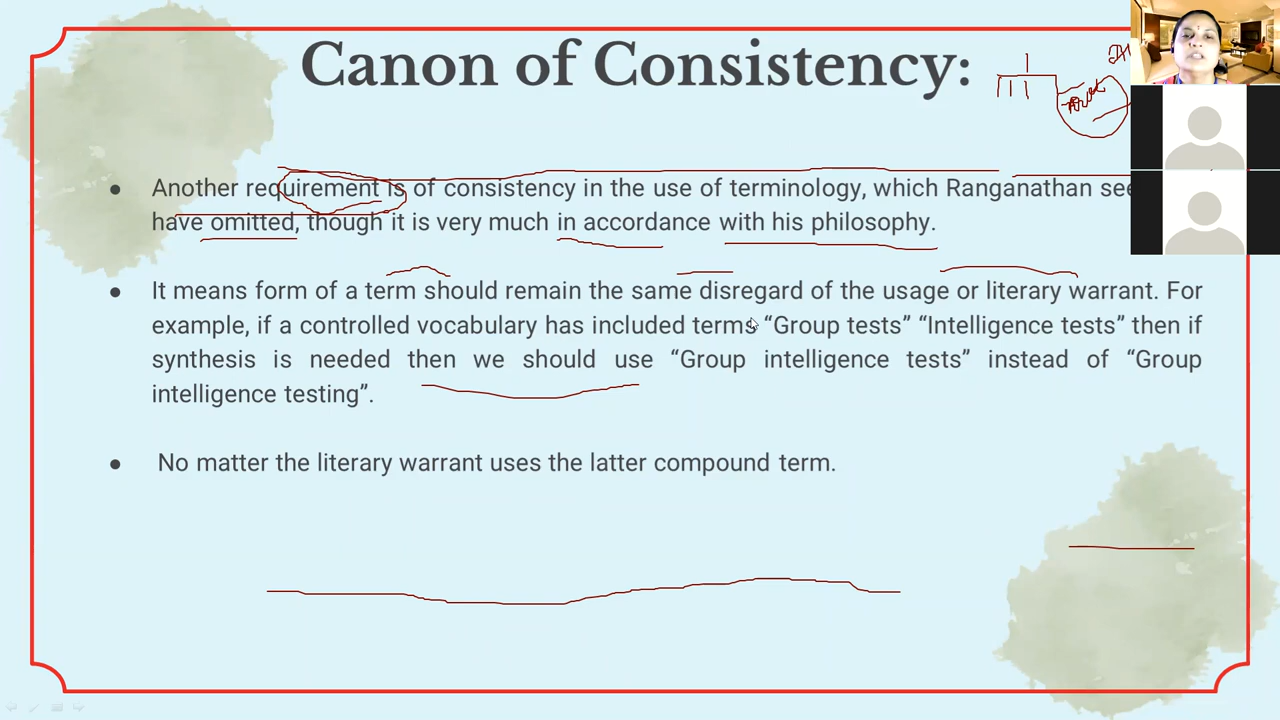 Canon of Consistency:
Another requirement is of consistency in the use of terminology, which Ranganathan
have omitted, though it is very much in accordance with his philosophy.
It means form of a term should remain the same disregard of the usage or literary warrant. For
example, if a controlled vocabulary has included terms “Group tests” “Intelligence tests” then if
synthesis is needed then we should use “Group intelligence tests” instead of “Group
intelligence testing”.
No matter the literary warrant uses the latter compound term.